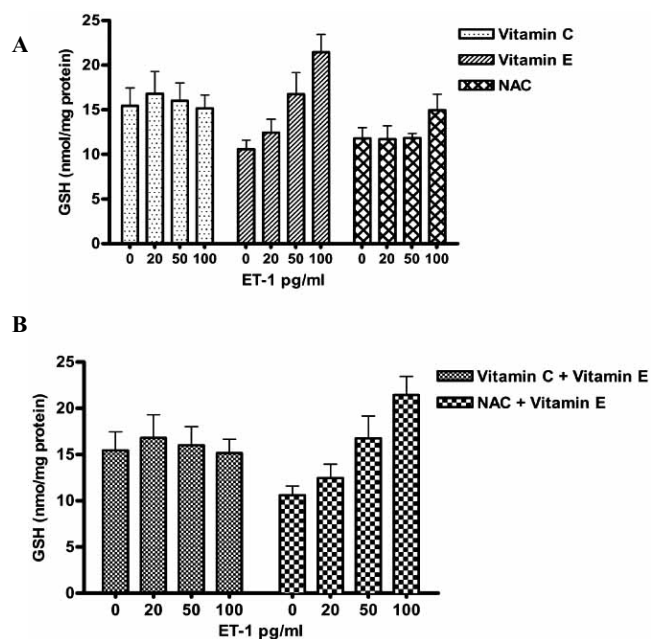 A
25
20
15
10
5
0
GSH (nmol/mg protein)
Vitamin C
Vitamin E
NAC
0 20 50 100 0 20 50 100 0 20 50 100
ET-1 pg/ml
B
25
20
15
10
5
0
GSH (nmo/mg protein)
Vitamin C + Vitamin E
NAC + Vitamin E
0 20 50 100 0 20 50 100
ET-1 pg/ml